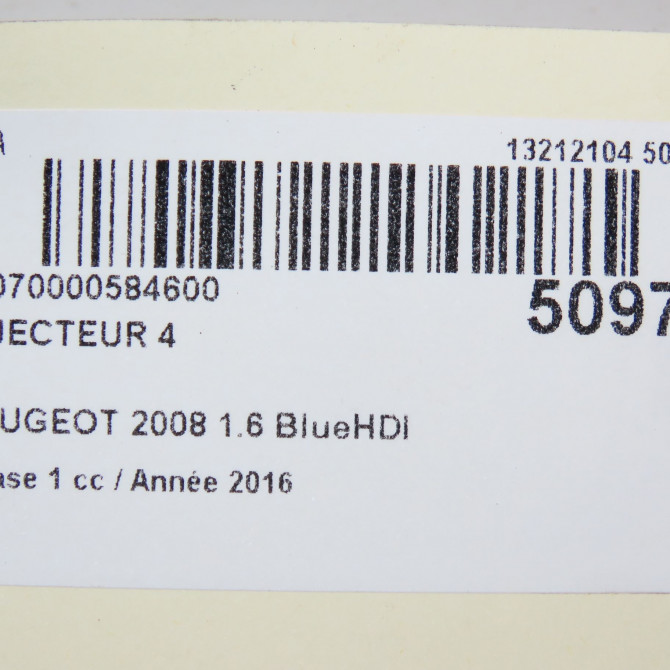 13212104 50
070000584600
5097
JECTEUR 4
UGEOT 2008 1.6 BlueHDi
ase 1 cc / Année 2016